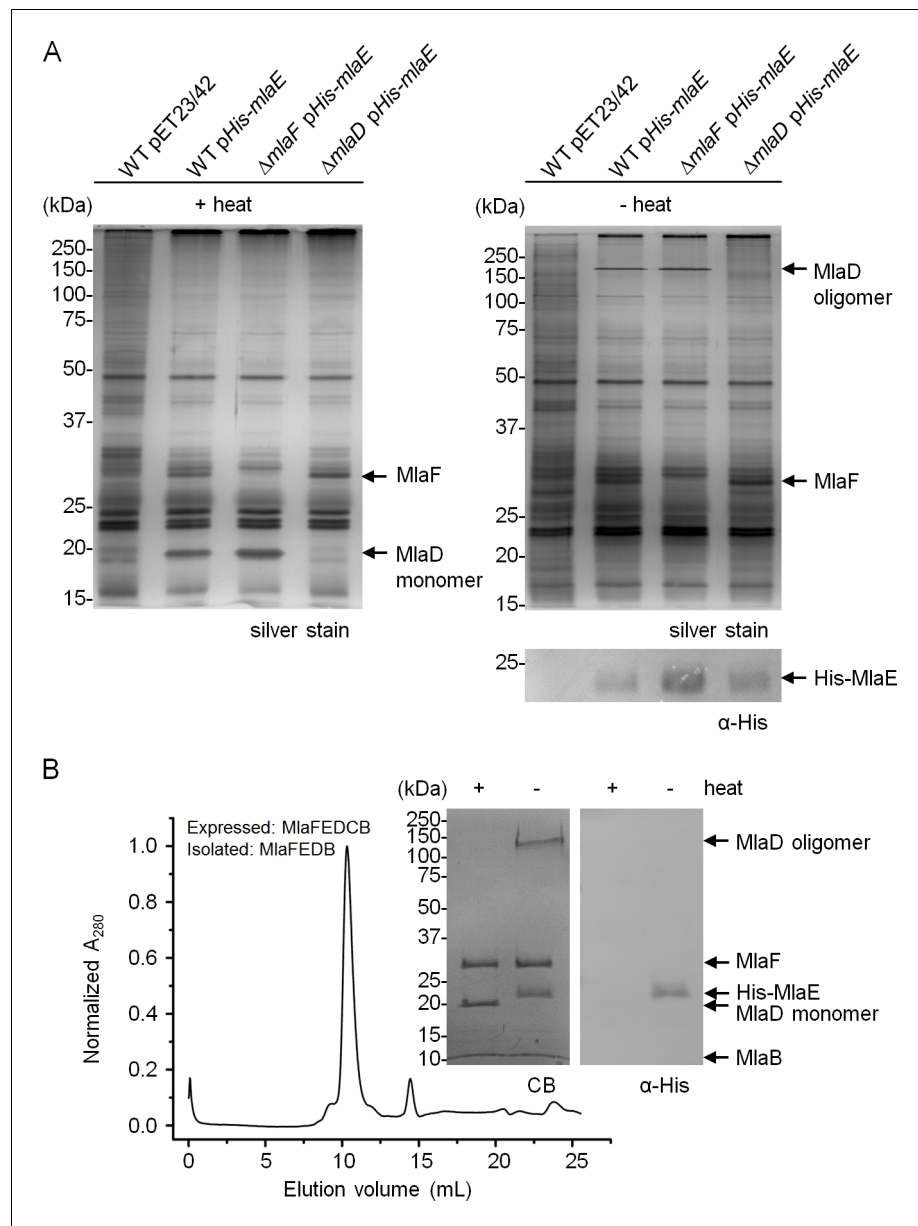 A
WT pET23/42
WT pHis-mlaE
ΔmlaF pHis-mlaE
ΔmlaD pHis-mlaE
(kDa)
+ heat
250-
150-
100-
75-
50-
37-
25-
20-
15-
MlaF
MlaD
monomer
silver stain
WT pET23/42
WT pHis-mlaE
ΔmlaF pHis-mlaE
ΔmlaD pHis-mlaE
(kDa)
- heat
250-
150-
100-
75-
50-
37-
25-
20-
15-
MlaD
oligomer
MlaF
silver stain
25-
His-MlaE
α-His
B
Expressed: MlaFEDCB
Isolated: MlaFEDB
Normalized A280
1.0
0.8
0.6
0.4
0.2
0.0
0
5
10
15
20
25
Elution volume (mL)
(kDa)
+
-
+
-
heat
250-
150-
100-
75-
50-
37-
25-
20-
15-
10-
MlaD oligomer
MlaF
His-MlaE
MlaD monomer
MlaB
CB
α-His